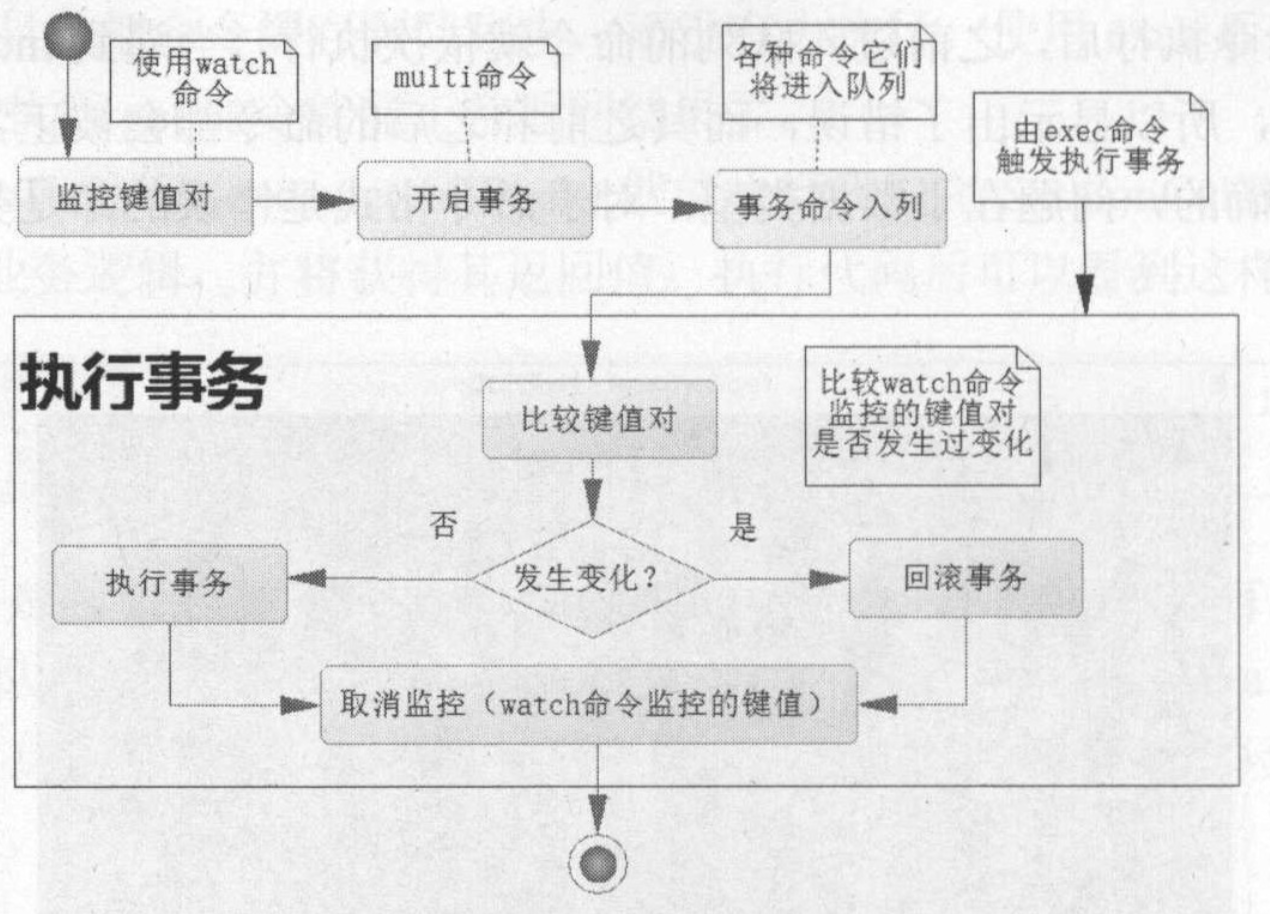 使用watch
命令
multi命令
各种命令它们
将进入队列
由exec命令
触发执行事务
监控键值对
开启事务
事务命令入列
执行事务
比较键值对
比较watch命令
监控的键值对
是否发生过变化
否
是
执行事务
发生变化?
回滚事务
取消监控（watch命令监控的键值）